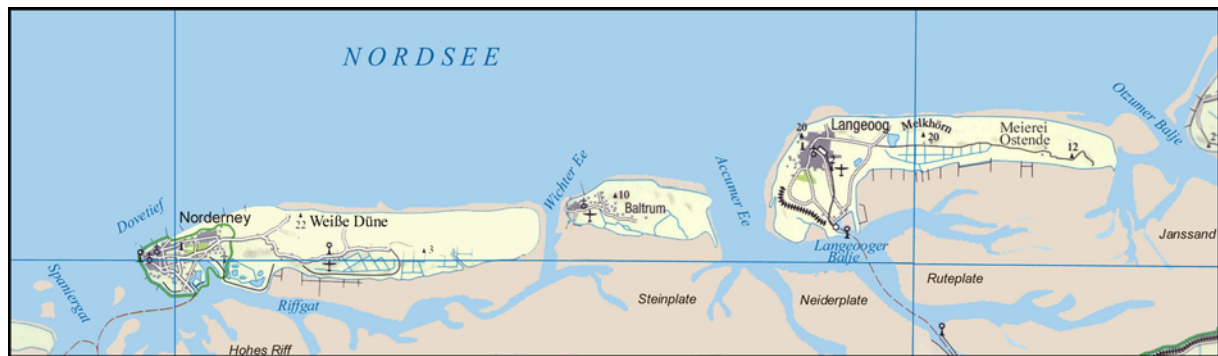 NORDSEE
Otzumer Balje
20
Langeoog
Melkhörn
20
Meierei
Ostende
12
2
Wichter Ee
Accumer Ee
10
Baltrum
Dovetief
Norderney
22
Weiße Düne
3
Langeooger
Balje
Janssand
Spaniergat
Riffgat
Steinplate
Neiderplate
Ruteplate
Hohes Riff